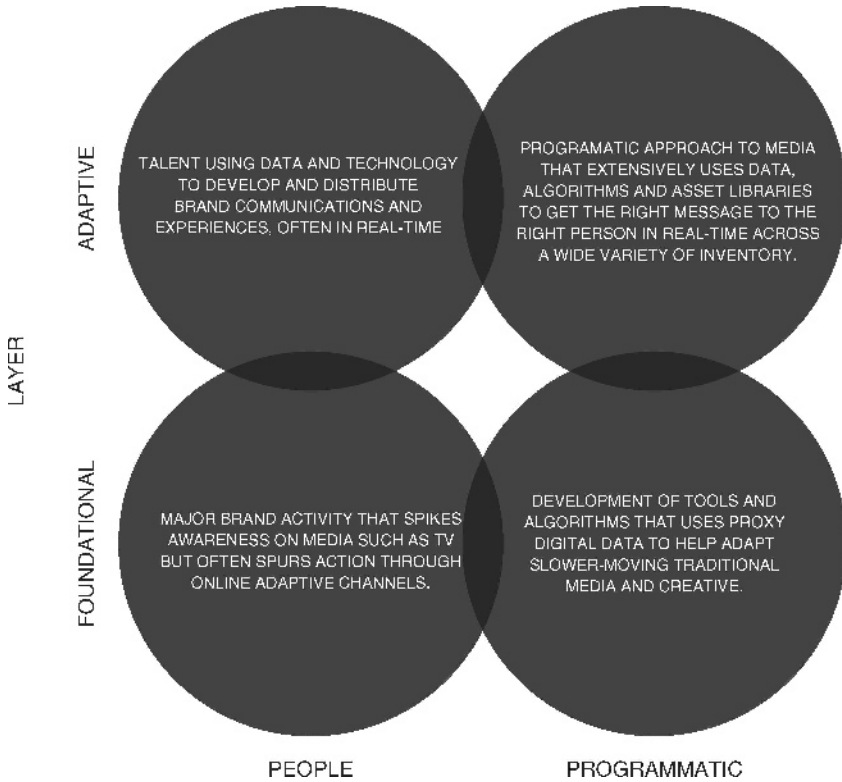 ADAPTIVE
TALENT USING DATA AND TECHNOLOGY
TO DEVELOP AND DISTRIBUTE
BRAND COMMUNICATIONS AND
EXPERIENCES, OFTEN IN REAL-TIME
PROGRAMATIC APPROACH TO MEDIA
THAT EXTENSIVELY USES DATA,
ALGORITHMS AND ASSET LIBRARIES
TO GET THE RIGHT MESSAGE TO THE
RIGHT PERSON IN REAL-TIME ACROSS
A WIDE VARIETY OF INVENTORY.
LAYER
FOUNDATIONAL
MAJOR BRAND ACTIVITY THAT SPIKES
AWARENESS ON MEDIA SUCH AS TV
BUT OFTEN SPURS ACTION THROUGH
ONLINE ADAPTIVE CHANNELS.
DEVELOPMENT OF TOOLS AND
ALGORITHMS THAT USES PROXY
DIGITAL DATA TO HELP ADAPT
SLOWER-MOVING TRADITIONAL
MEDIA AND CREATIVE.
PEOPLE
PROGRAMMATIC